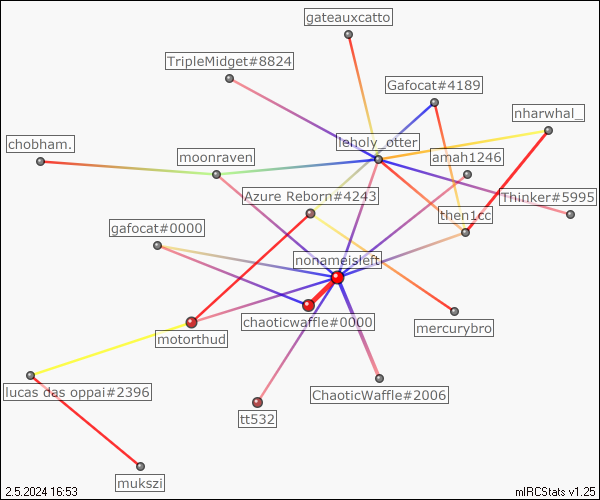 gateauxcatto
TripleMidget#8824
Gafocat#4189
nharwhal_
chobham.
leholy_otter
moonraven
amah1246
Azure Reborn#4243
Thinker#5995
then1cc
gafocat#0000
nonameisleft
chaoticwaffle#0000
mercurybro
motorthud
lucas das oppai#2396
ChaoticWaffle#2006
tt532
mukszi
2.5.2024 16:53
mIRCStats v1.25